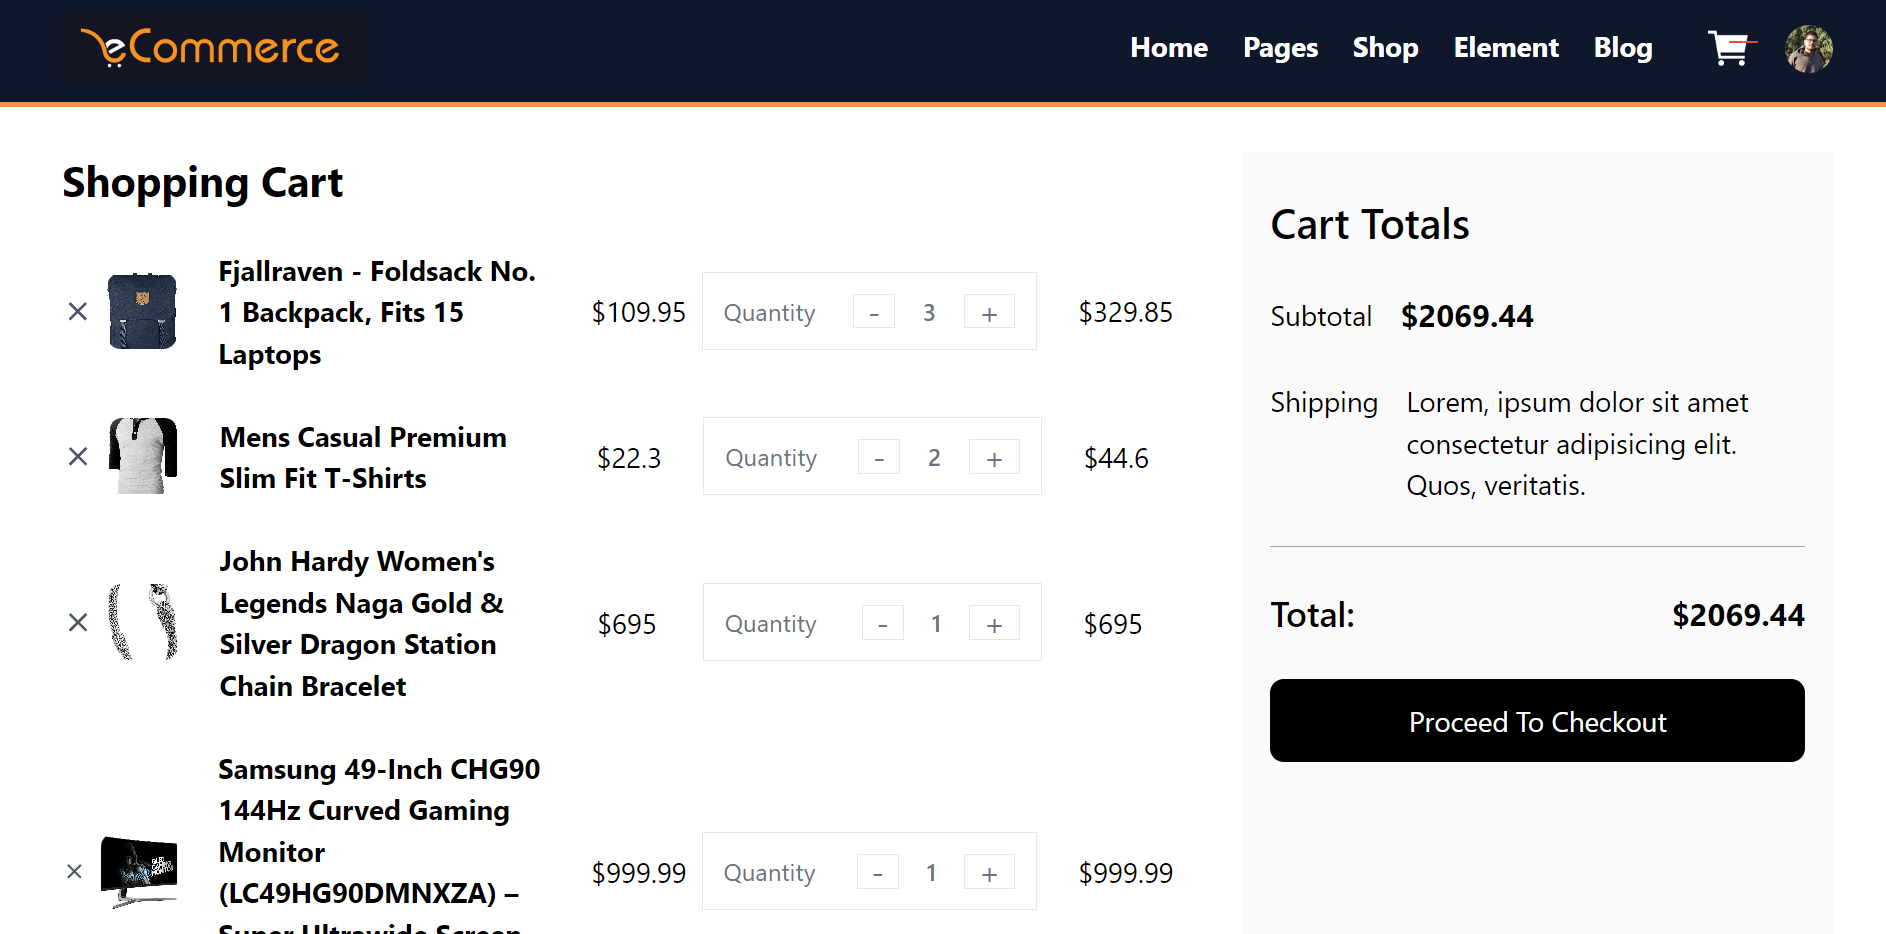 eCommerce
Home Pages Shop Element Blog
Shopping Cart
Fjallraven - Foldsack No.
1 Backpack, Fits 15
Laptops
$109.95
Quantity - 3 +
$329.85
Mens Casual Premium
Slim Fit T-Shirts
$22.3
Quantity - 2 +
$44.6
John Hardy Women's
Legends Naga Gold &
Silver Dragon Station
Chain Bracelet
$695
Quantity - 1 +
$695
Samsung 49-Inch CHG90
144Hz Curved Gaming
Monitor
(LC49HG90DMNXZA) –
Super Ultrawide Screen
$999.99
Quantity - 1 +
$999.99
Cart Totals
Subtotal $2069.44
Shipping Lorem, ipsum dolor sit amet
consectetur adipisicing elit.
Quos, veritatis.
Total: $2069.44
Proceed To Checkout